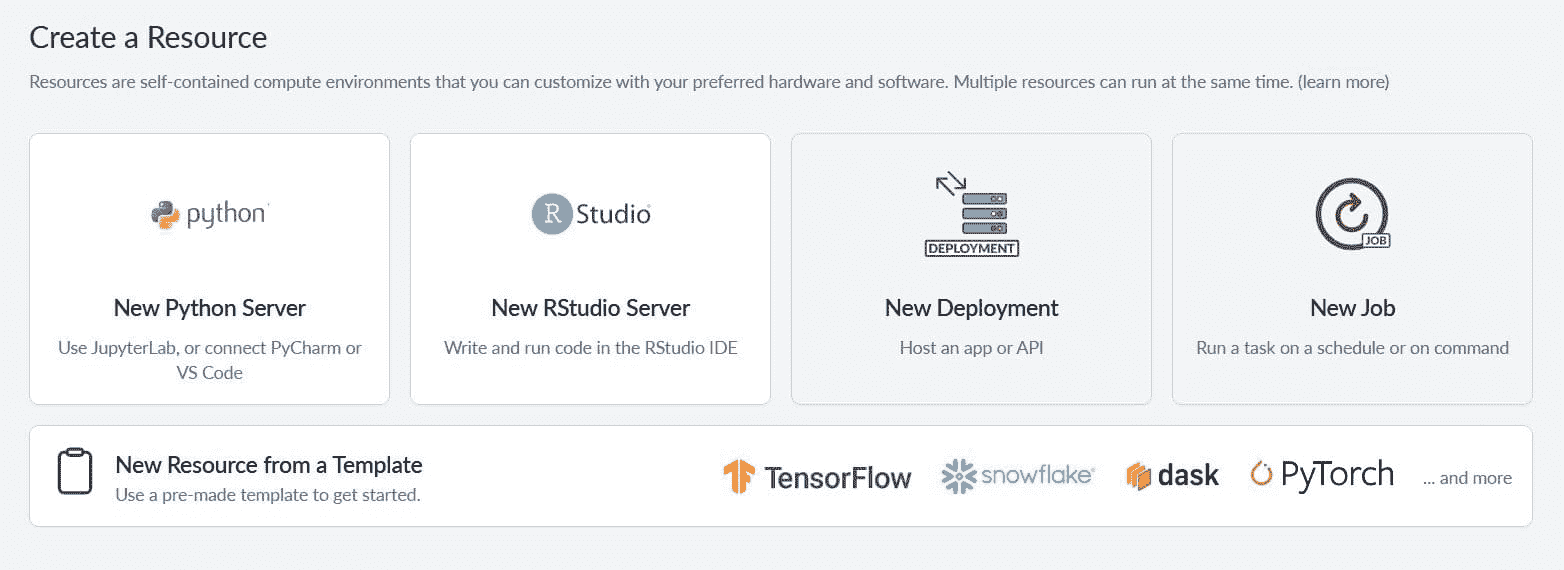 Create a Resource
Resources are self-contained compute environments that you can customize with your preferred hardware and software. Multiple resources can run at the same time. (learn more)
python
R Studio
DEPLOYMENT
JOB
New Python Server
New RStudio Server
New Deployment
New Job
Use JupyterLab, or connect PyCharm or
VS Code
Write and run code in the RStudio IDE
Host an app or API
Run a task on a schedule or on command
New Resource from a Template
Use a pre-made template to get started.
TensorFlow
snowflake
dask
PyTorch
... and more